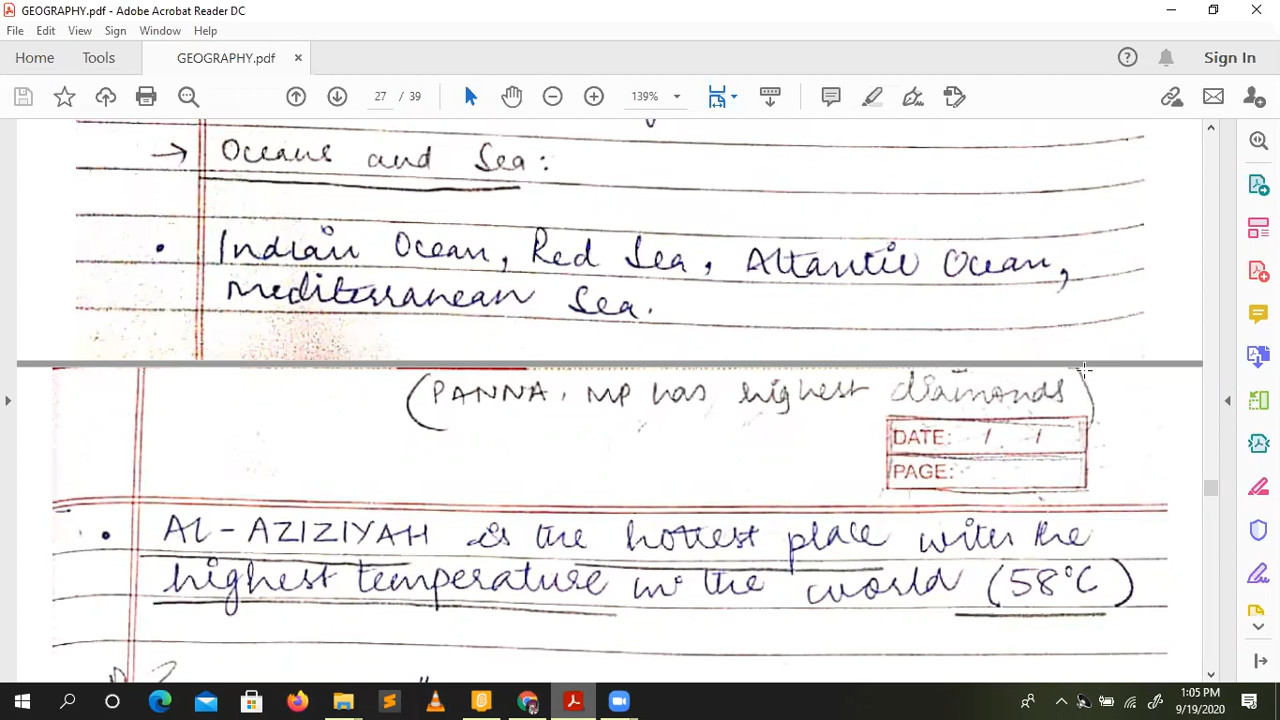 GEOGRAPHY.pdf - Adobe Acrobat Reader DC
File Edit View Sign Window Help
Home Tools GEOGRAPHY.pdf × Sign In
27 / 39 139%
→ Oceans and Sea:
• Indian Ocean, Red Sea, Altantic Ocean,
mediterranean Sea.
(PANNA, MP has highest diamonds)
DATE: / /
PAGE:
• AL-AZIZIYAH is the hottest place with the
highest temperature in the world (58°C)
1:05 PM
9/19/2020